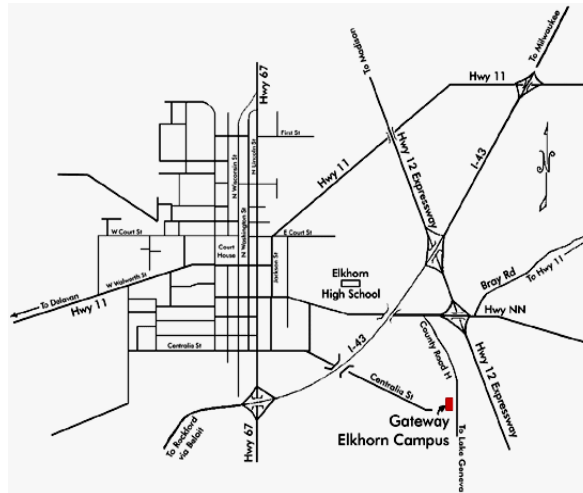 To Milwaukee
To Madison
Hwy 67
Hwy 11
First St
N Wisconsin St
N Lincoln St
Hwy 12 Expressway
I-43
Hwy 11
N
N Washington St
W Court St
E Court St
Court
House
Jackson St
Bray Rd
To Hwy 11
W Walworth St
Elkhorn
High School
To Delavan
Hwy 11
Hwy NN
I-43
County Road H
Centralia St
Hwy 12 Expressway
Centralia St
Gateway
Elkhorn Campus
To Rockford
via Beloit
Hwy 67
To Lake Geneva